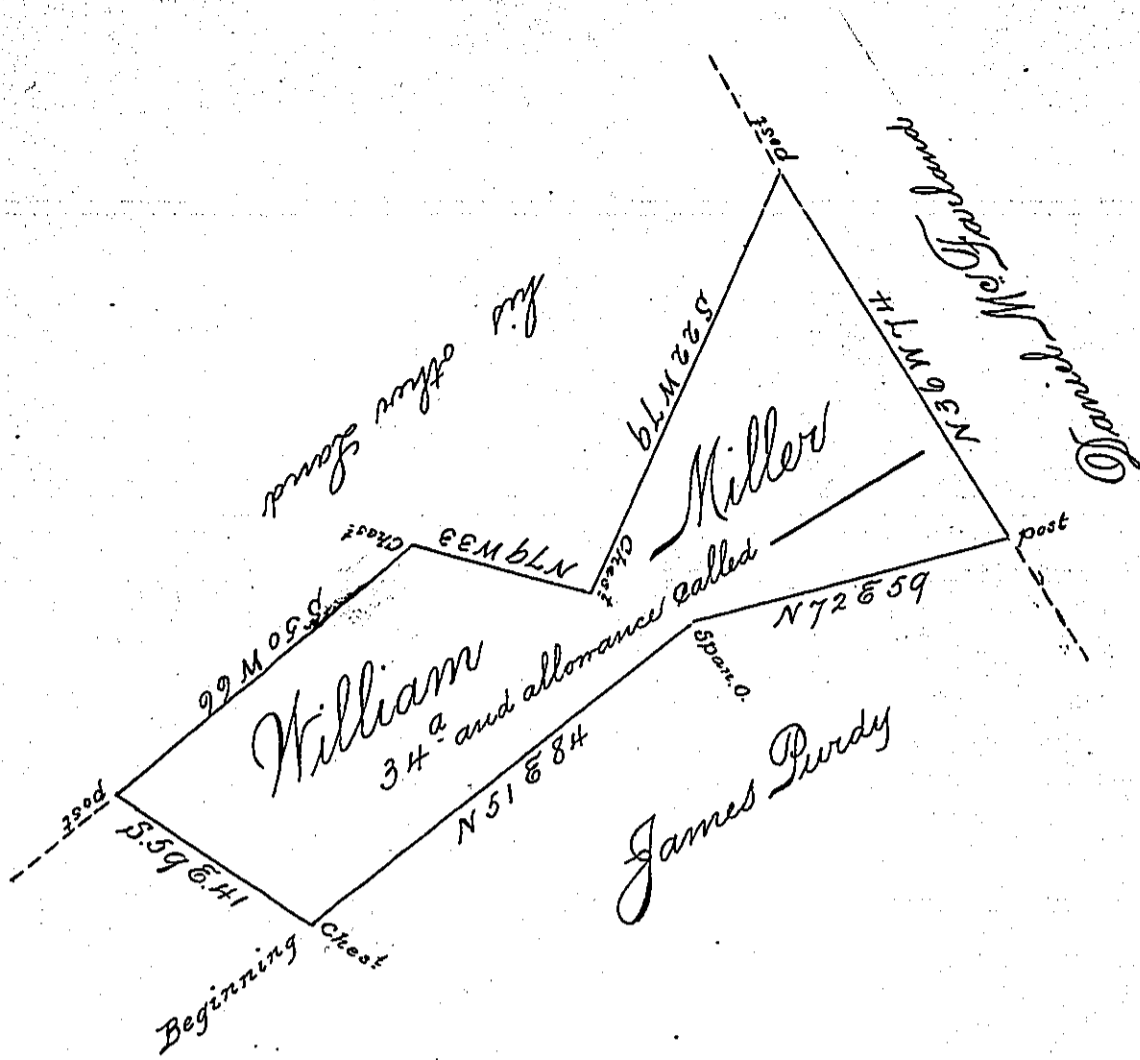 post
Daniel McFarland
his other Land
S 22 W 79
N 36 W 74
Miller
Chest
N 79 W 33
Chest
post
called
N 72 E 59
S 50 W 66
Span. O.
William
34a and allowance
James Purdy
N 51 E 84
post
S. 59 E. 41
Chest
Beginning